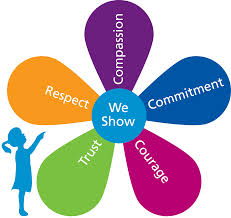 Compassion
Respect
Commitment
We
Show
Trust
Courage